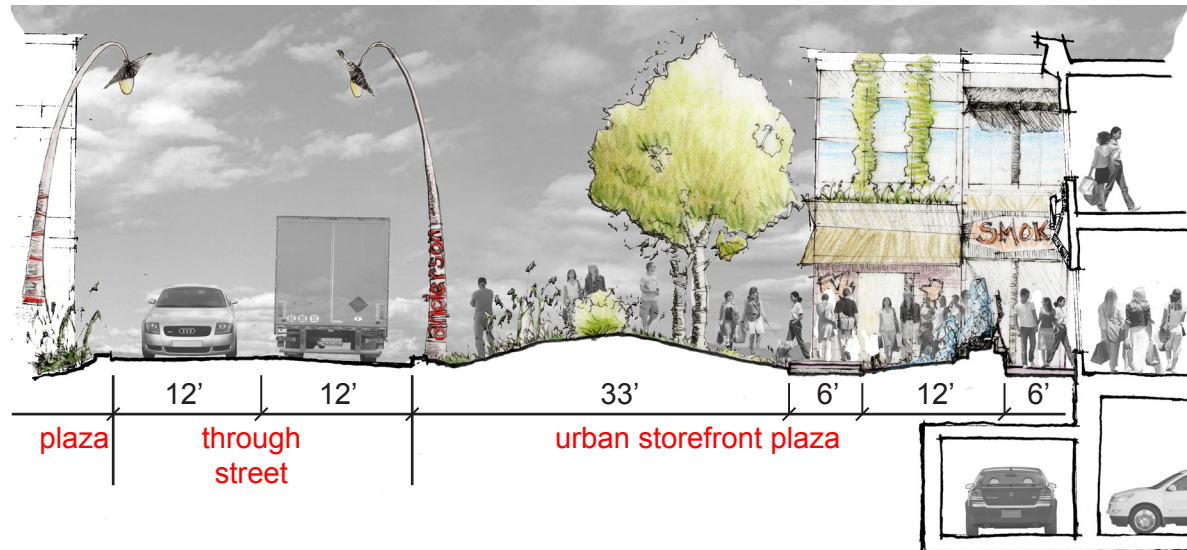 anderson
SMOK
12’
12’
33’
6’
12’
6’
plaza
through
street
urban storefront plaza